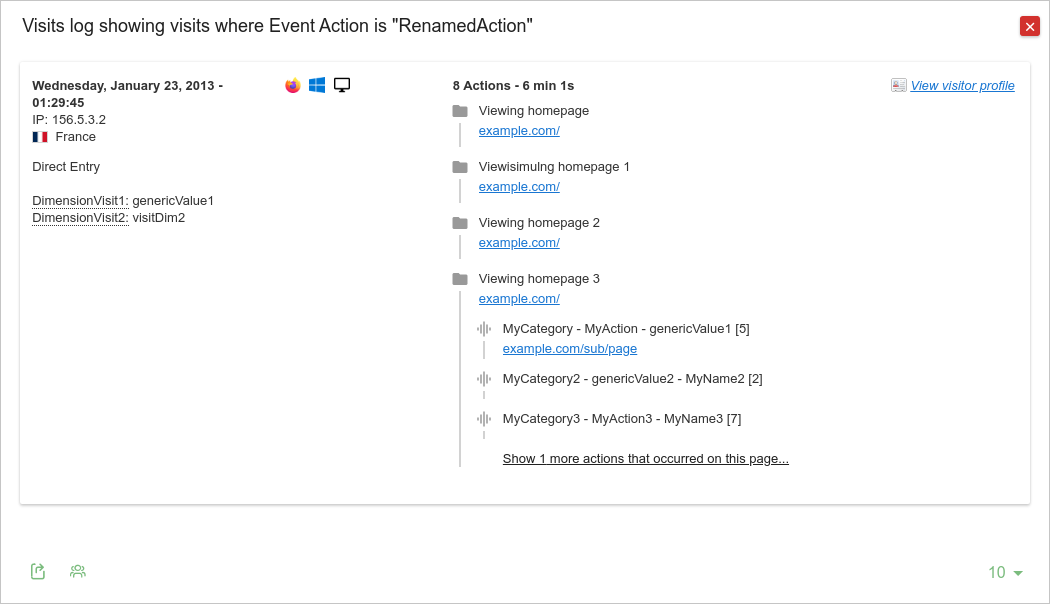 Visits log showing visits where Event Action is "RenamedAction"
Wednesday, January 23, 2013 -
01:29:45
IP: 156.5.3.2
France
Direct Entry
DimensionVisit1: genericValue1
DimensionVisit2: visitDim2
8 Actions - 6 min 1s
View visitor profile
Viewing homepage
example.com/
Viewisimulng homepage 1
example.com/
Viewing homepage 2
example.com/
Viewing homepage 3
example.com/
MyCategory - MyAction - genericValue1 [5]
example.com/sub/page
MyCategory2 - genericValue2 - MyName2 [2]
MyCategory3 - MyAction3 - MyName3 [7]
Show 1 more actions that occurred on this page...
10